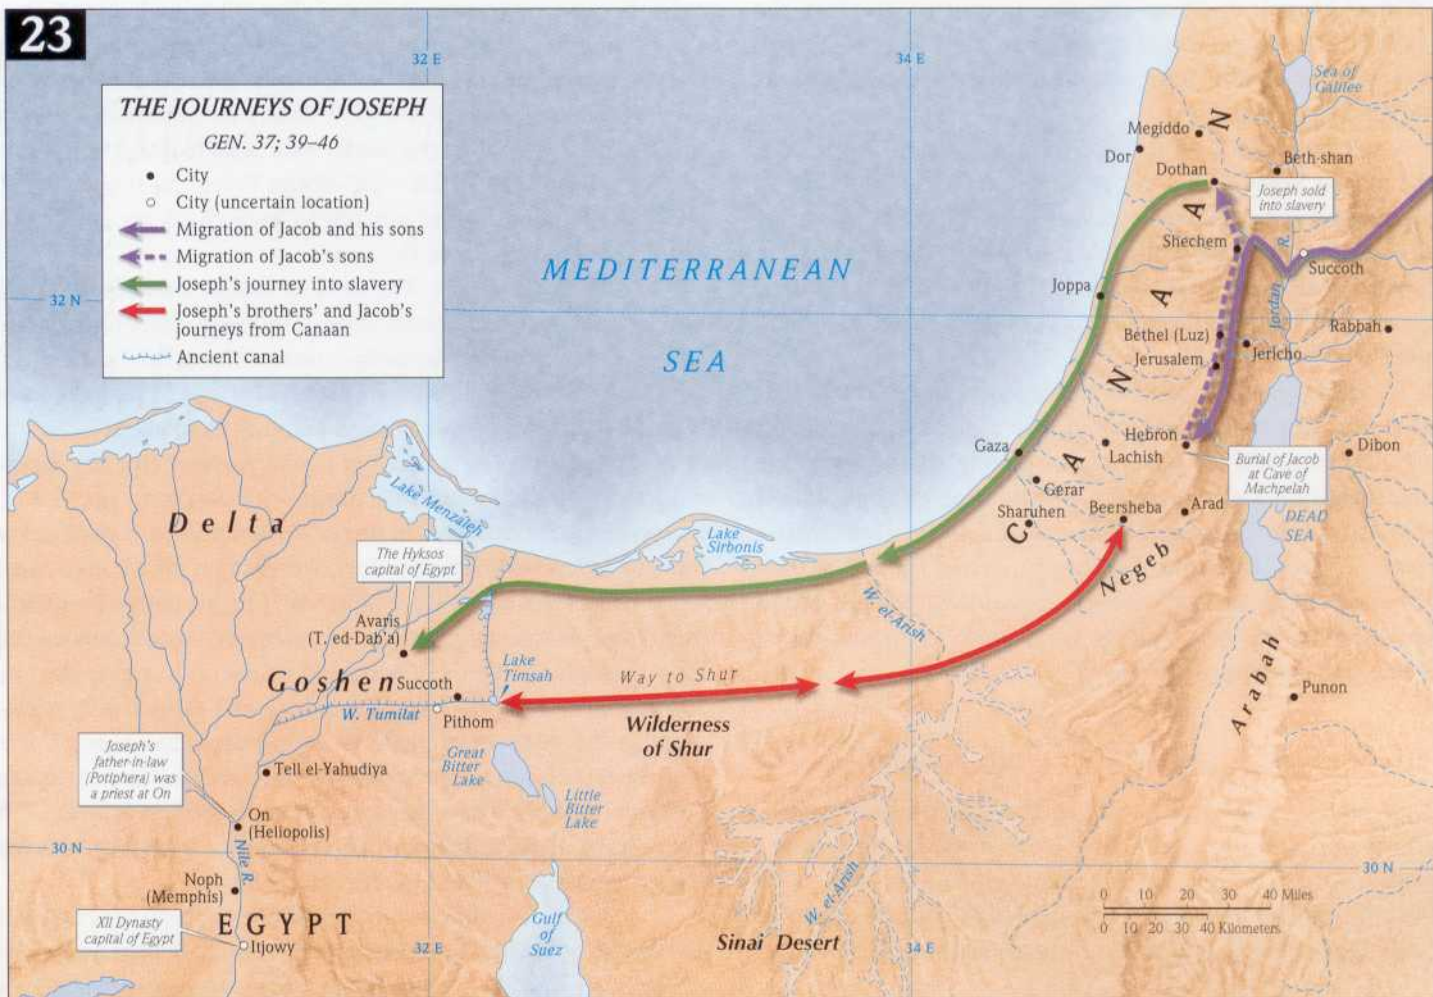 23
THE JOURNEYS OF JOSEPH
GEN. 37; 39–46
City
City (uncertain location)
Migration of Jacob and his sons
Migration of Jacob's sons
Joseph's journey into slavery
Joseph's brothers' and Jacob's
journeys from Canaan
Ancient canal
32 E
34 E
Sea of
Galilee
Megiddo
Dor
Dothan
Beth-shan
Joseph sold
into slavery
Shechem
Succoth
Jordan R.
MEDITERRANEAN
SEA
32 N
Joppa
Bethel (Luz)
Jerusalem
Jericho
Rabbah
CANAAN
Gaza
Hebron
Lachish
Dibon
Burial of Jacob
at Cave of
Machpelah
Gerar
Sharuhen
Beersheba
Arad
DEAD
SEA
Negeb
Arabah
Punon
Delta
Lake Menzaleh
Lake
Sirbonis
The Hyksos
capital of Egypt
Avaris
(T. ed-Dab'a)
W. el-Arish
Goshen
Succoth
Lake
Timsah
Way to Shur
W. Tumilat
Pithom
Wilderness
of Shur
Joseph's
father-in-law
(Potiphera) was
a priest at On
Tell el-Yahudiya
Great
Bitter
Lake
Little
Bitter
Lake
On
(Heliopolis)
Nile R.
30 N
30 N
Noph
(Memphis)
XII Dynasty
capital of Egypt
EGYPT
Itjowy
32 E
Gulf
of
Suez
Sinai Desert
W. el-Arish
34 E
0 10 20 30 40 Miles
0 10 20 30 40 Kilometers